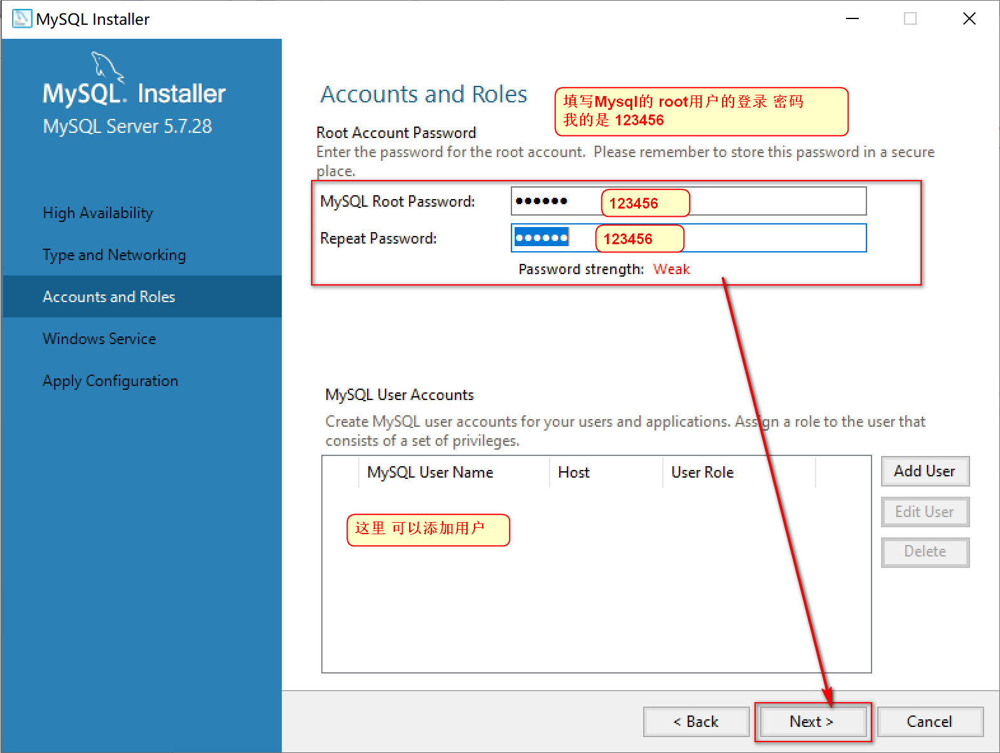 MySQL Installer
MySQL. Installer
MySQL Server 5.7.28
High Availability
Type and Networking
Accounts and Roles
Windows Service
Apply Configuration
Accounts and Roles
填写Mysql的 root用户的登录 密码
我的是 123456
Root Account Password
Enter the password for the root account.  Please remember to store this password in a secure
place.
MySQL Root Password: ●●●●●● 123456
Repeat Password: ●●●●●● 123456
Password strength: Weak
MySQL User Accounts
Create MySQL user accounts for your users and applications. Assign a role to the user that
consists of a set of privileges.
MySQL User Name Host User Role
这里 可以添加用户
Add User
Edit User
Delete
< Back Next > Cancel